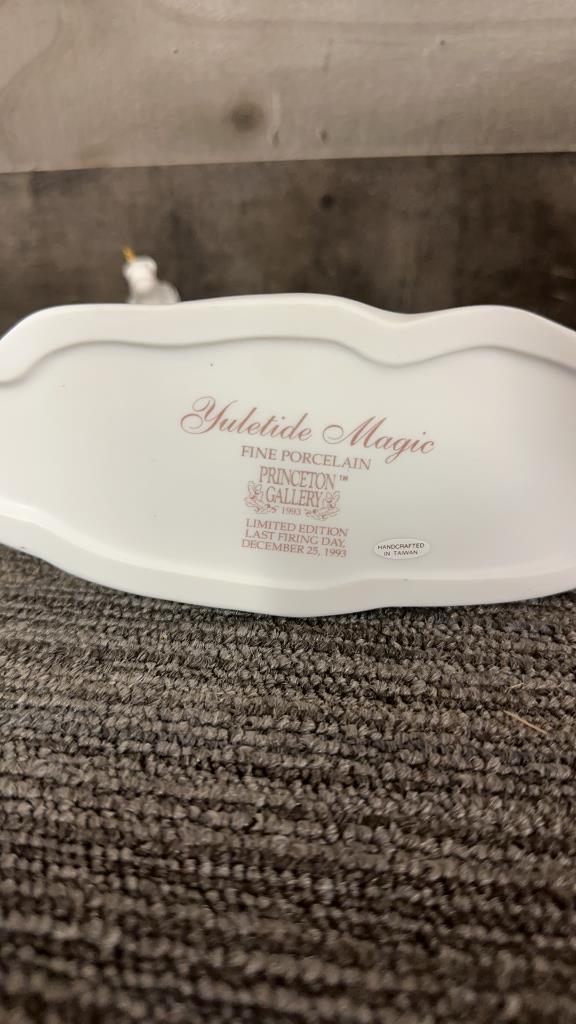 Yuletide Magic
FINE PORCELAIN
PRINCETON™
GALLERY
1993
LIMITED EDITION
LAST FIRING DAY,
DECEMBER 25, 1993
HANDCRAFTED
IN TAIWAN